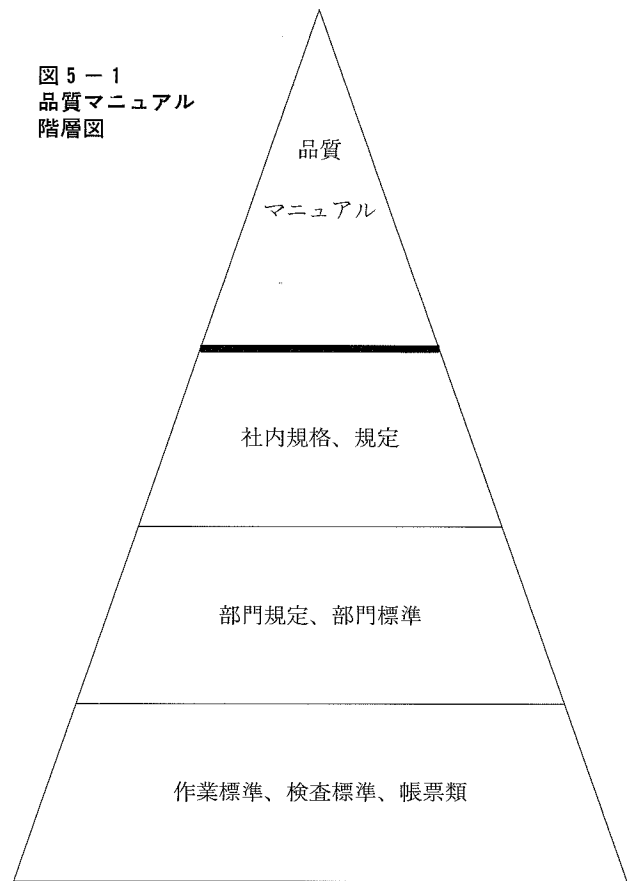 図5－1
品質マニュアル
階層図
品質
マニュアル
社内規格、規定
部門規定、部門標準
作業標準、検査標準、帳票類